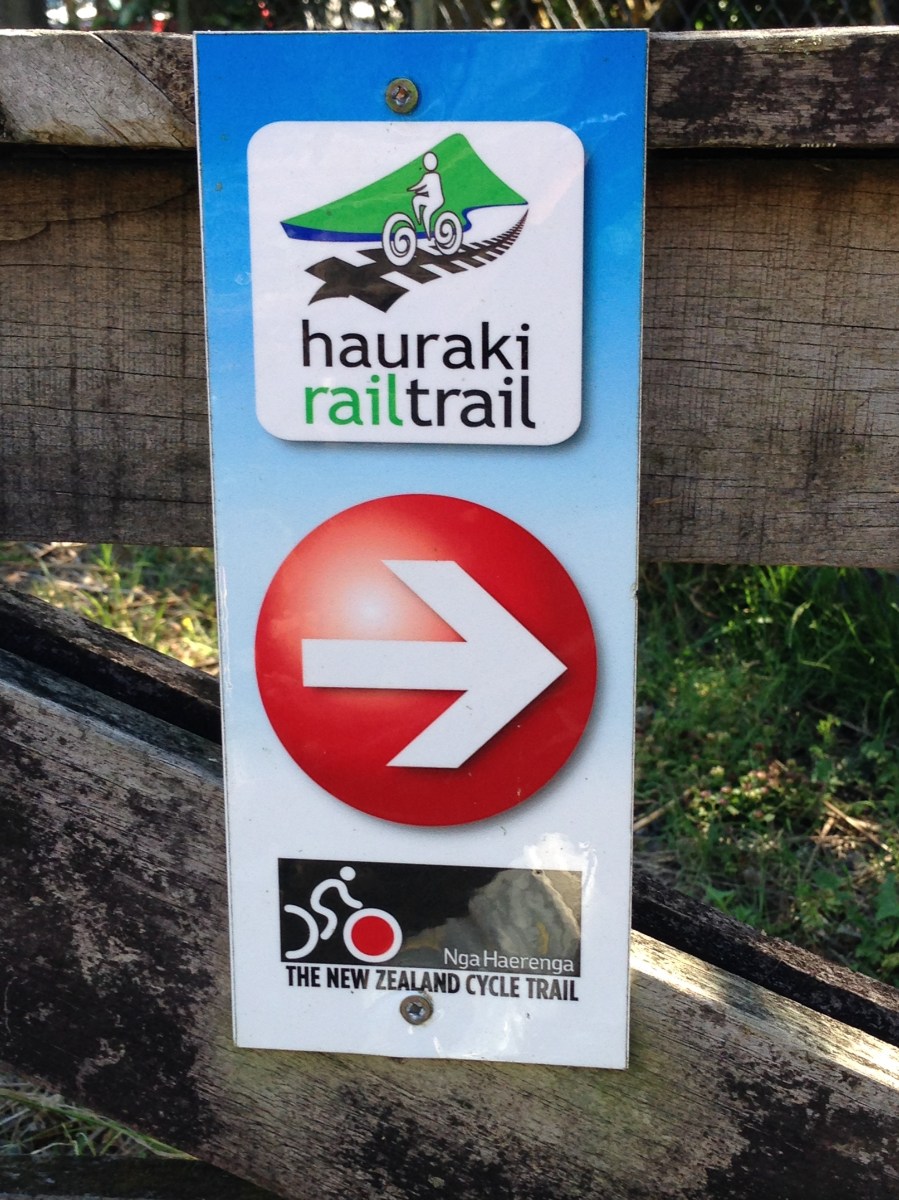 hauraki
railtrail
Nga Haerenga
THE NEW ZEALAND CYCLE TRAIL